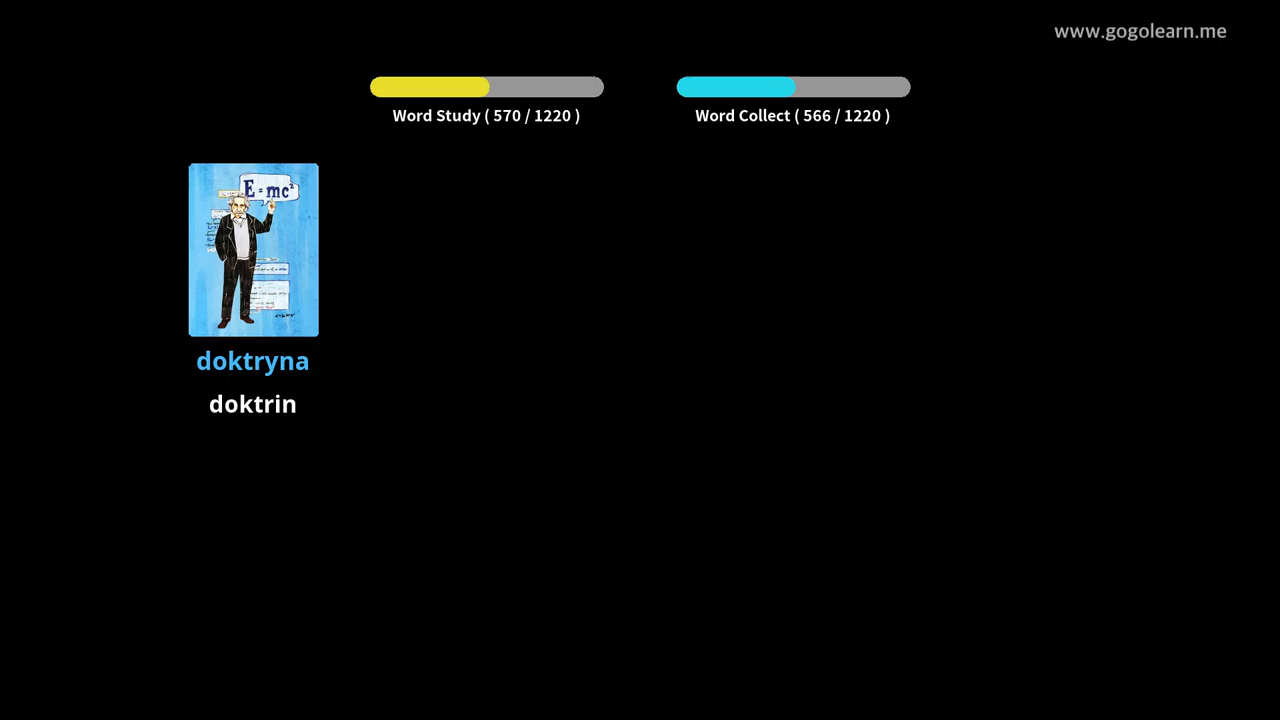 www.gogolearn.me
Word Study ( 570 / 1220 )
Word Collect ( 566 / 1220 )
E = mc²
doktryna
doktrin